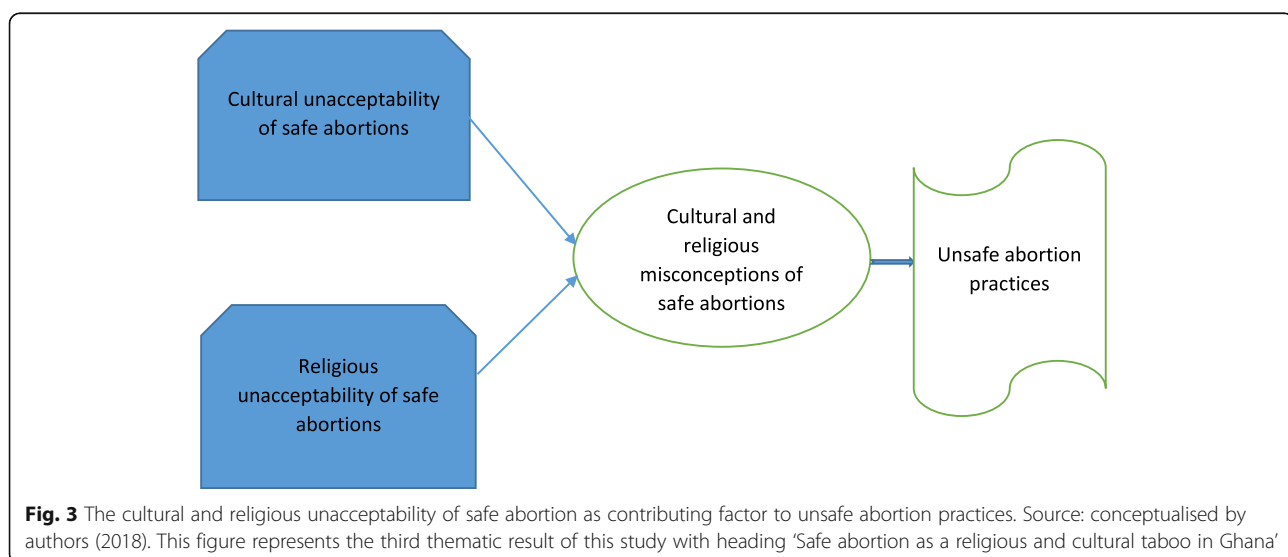 Cultural unacceptability
of safe abortions
Cultural and
religious
misconceptions of
safe abortions
Unsafe abortion
practices
Religious
unacceptability of safe
abortions
Fig. 3 The cultural and religious unacceptability of safe abortion as contributing factor to unsafe abortion practices. Source: conceptualised by
authors (2018). This figure represents the third thematic result of this study with heading ‘Safe abortion as a religious and cultural taboo in Ghana’